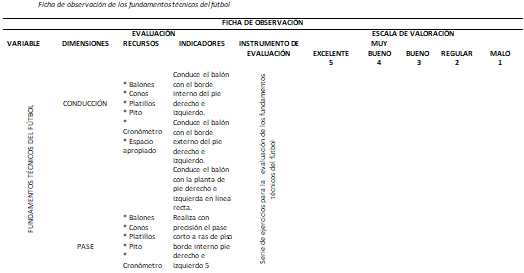 Ficha de observación de los fundamentos técnicos del fútbol
FICHA DE OBSERVACIÓN
EVALUACIÓN
ESCALA DE VALORACIÓN
VARIABLE
DIMENSIONES
RECURSOS
INDICADORES
INSTRUMENTO DE
EVALUACIÓN
EXCELENTE
5
MUY
BUENO
4
BUENO
3
REGULAR
2
MALO
1
FUNDAMENTOS TÉCNICOS DEL FÚTBOL
CONDUCCIÓN
* Balones
* Conos
* Platillos
* Pito
*
Cronómetro
* Espacio
apropiado
Conduce el balón
con el borde
interno del pie
derecho e
izquierdo.
Conduce el balón
con el borde
externo del pie
derecho e
izquierdo.
Conduce el balón
con la planta de
pie derecho e
izquierda en línea
recta.
Serie de ejercicios para la evaluación de los fundamentos
técnicos del fútbol
PASE
* Balones
* Conos
* Platillos
* Pito
*
Cronómetro
Realiza con
precisión el pase
corto a ras de piso
borde interno pie
derecho e
izquierdo 5